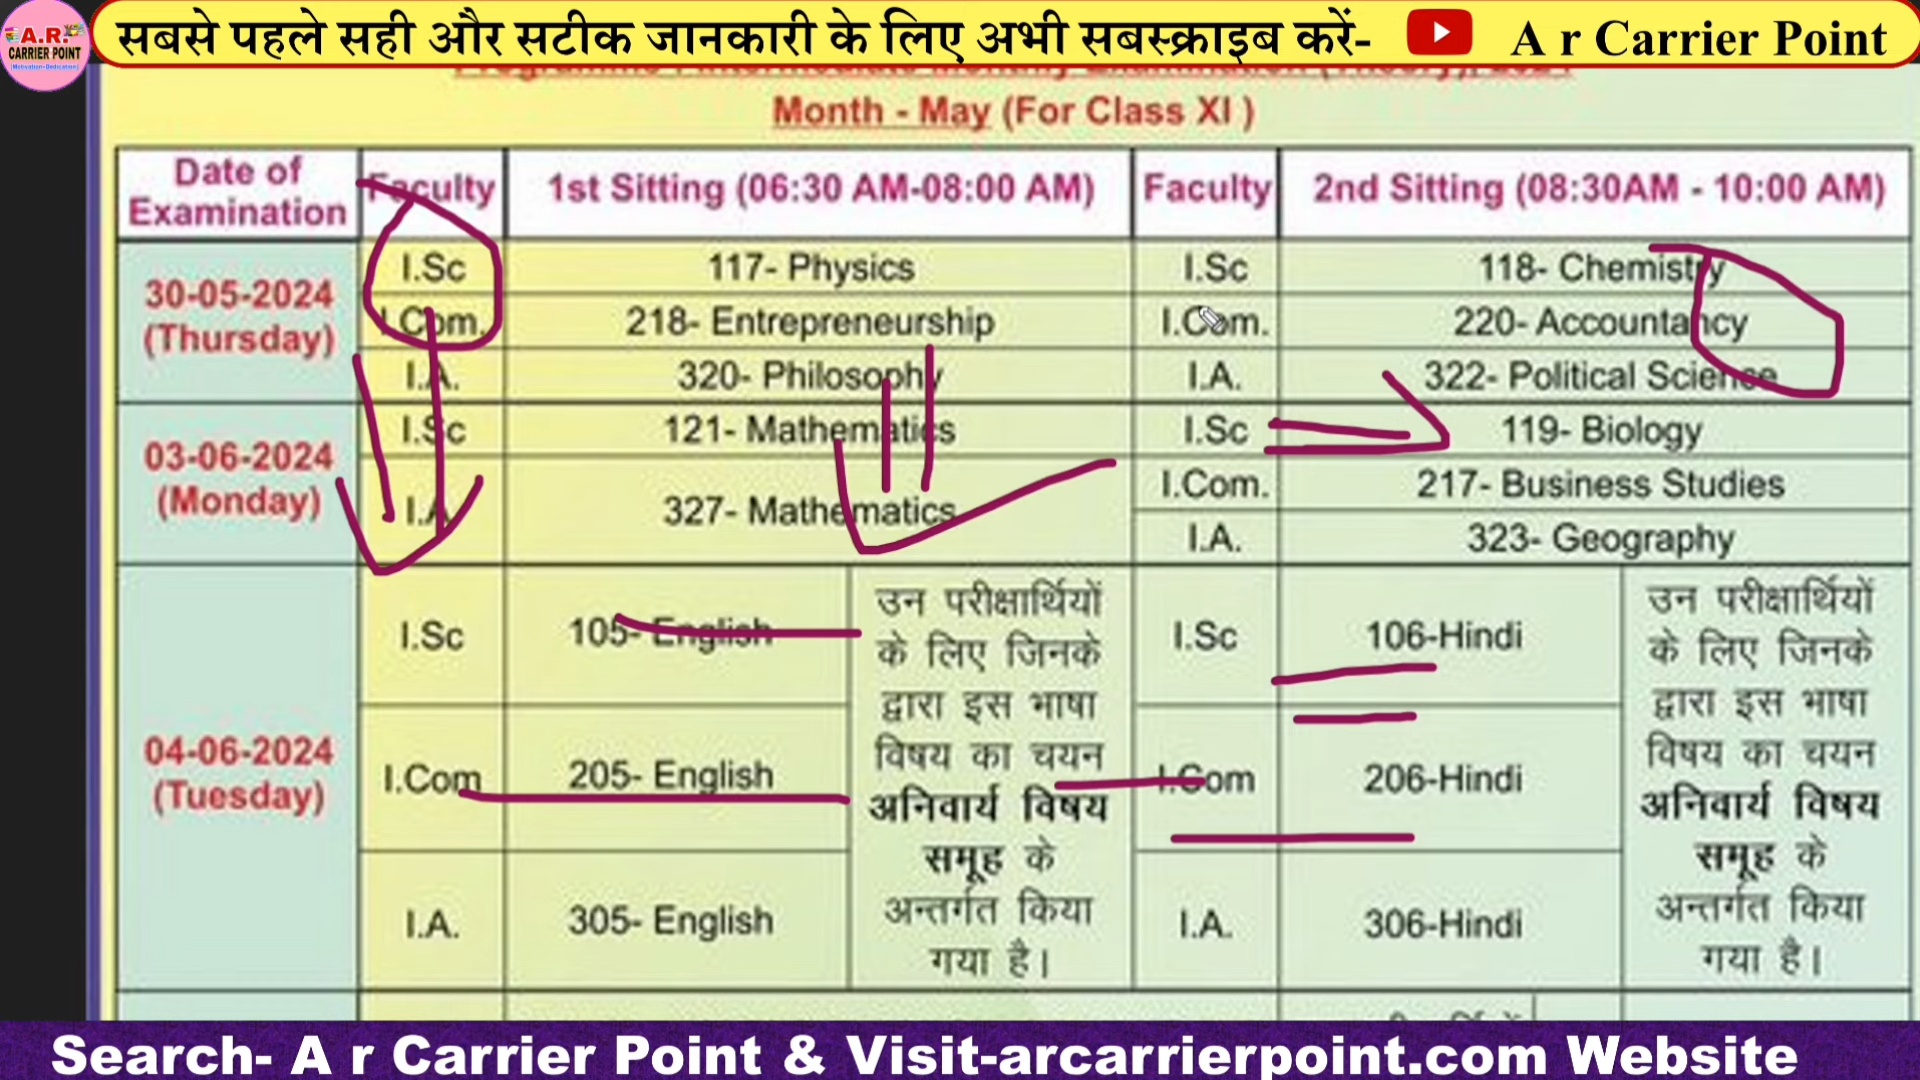 A.R.
CARRIER POINT
(Motivation-Dedication)
सबसे पहले सही और सटीक जानकारी के लिए अभी सबस्क्राइब करें-
A r Carrier Point
Month - May (For Class XI )
Date of Examination	Faculty	1st Sitting (06:30 AM-08:00 AM)	Faculty	2nd Sitting (08:30AM - 10:00 AM)
30-05-2024 (Thursday)	I.Sc	117- Physics	I.Sc	118- Chemistry
I.Com.	218- Entrepreneurship	I.Com.	220- Accountancy
I.A.	320- Philosophy	I.A.	322- Political Science
03-06-2024 (Monday)	I.Sc	121- Mathematics	I.Sc	119- Biology
I.A	327- Mathematics	I.Com.	217- Business Studies
I.A.	323- Geography
04-06-2024 (Tuesday)	I.Sc	105- English	I.Sc	106-Hindi
I.Com	205- English	I.Com	206-Hindi
I.A.	305- English	I.A.	306-Hindi
उन परीक्षार्थियों
के लिए जिनके
द्वारा इस भाषा
विषय का चयन
अनिवार्य विषय
समूह के
अन्तर्गत किया
गया है।
उन परीक्षार्थियों
के लिए जिनके
द्वारा इस भाषा
विषय का चयन
अनिवार्य विषय
समूह के
अन्तर्गत किया
गया है।
Search- A r Carrier Point & Visit-arcarrierpoint.com Website